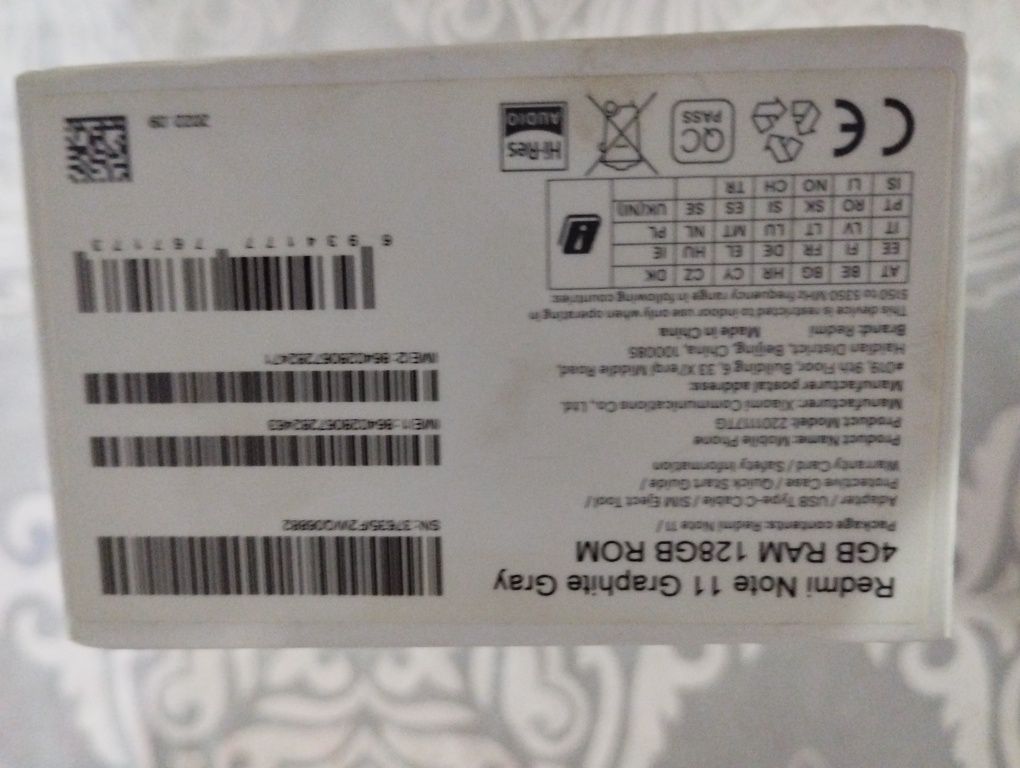 Redmi Note 11 Graphite Gray
4GB RAM 128GB ROM
Package contents: Redmi Note 11 /
Adapter / USB Type-C Cable / SIM Eject Tool /
Protective Case / Quick Start Guide /
Warranty Card / Safety Information
Product Name: Mobile Phone
Product Model: 2201117TG
Manufacturer: Xiaomi Communications Co., Ltd.
Manufacturer postal address:
#019, 9th Floor, Building 6, 33 Xi'erqi Middle Road,
Haidian District, Beijing, China, 100085
Brand: Redmi Made in China
This device is restricted to indoor use only when operating in
5150 to 5350 MHz frequency range in following countries:
AT BE BG HR CY CZ DK
EE FI FR DE EL HU IE
IT LV LT LU MT NL PL
PT RO SK SI ES SE UK(NI)
IS LI NO CH TR
CE
QC
PASS
Hi-Res
AUDIO
SN: 
IMEI1: 
IMEI2: 
6 934177 767173